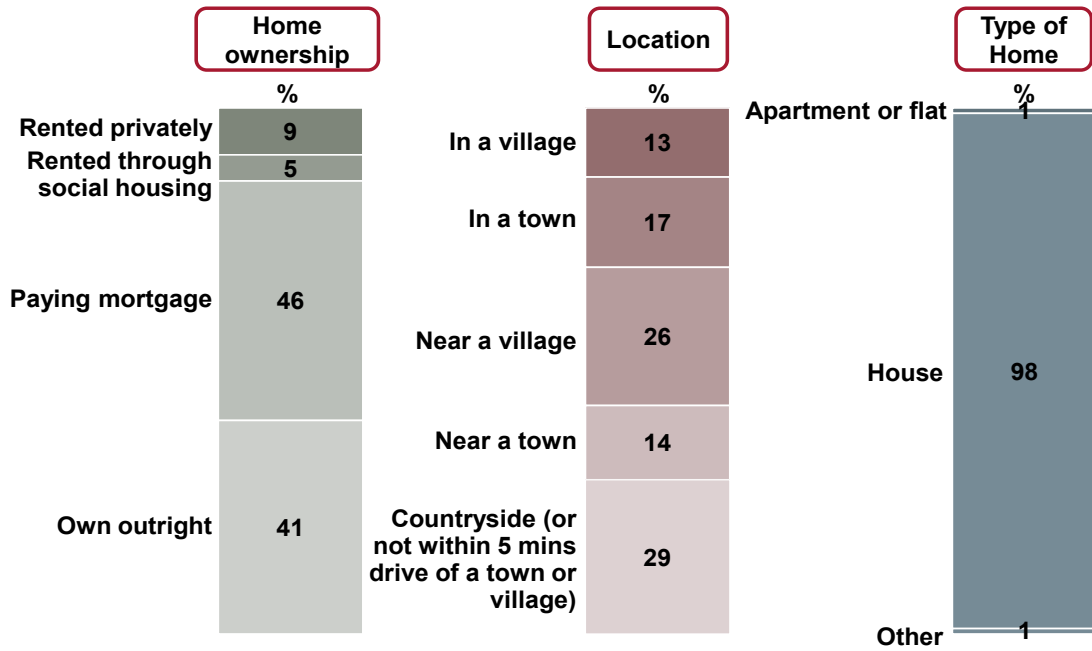 Home
ownership
%
Rented privately
9
Rented through
social housing
5
Paying mortgage
46
Own outright
41
Location
%
In a village
13
In a town
17
Near a village
26
Near a town
14
Countryside (or
not within 5 mins
drive of a town or
village)
29
Type of
Home
%
Apartment or flat
1
House
98
Other
1